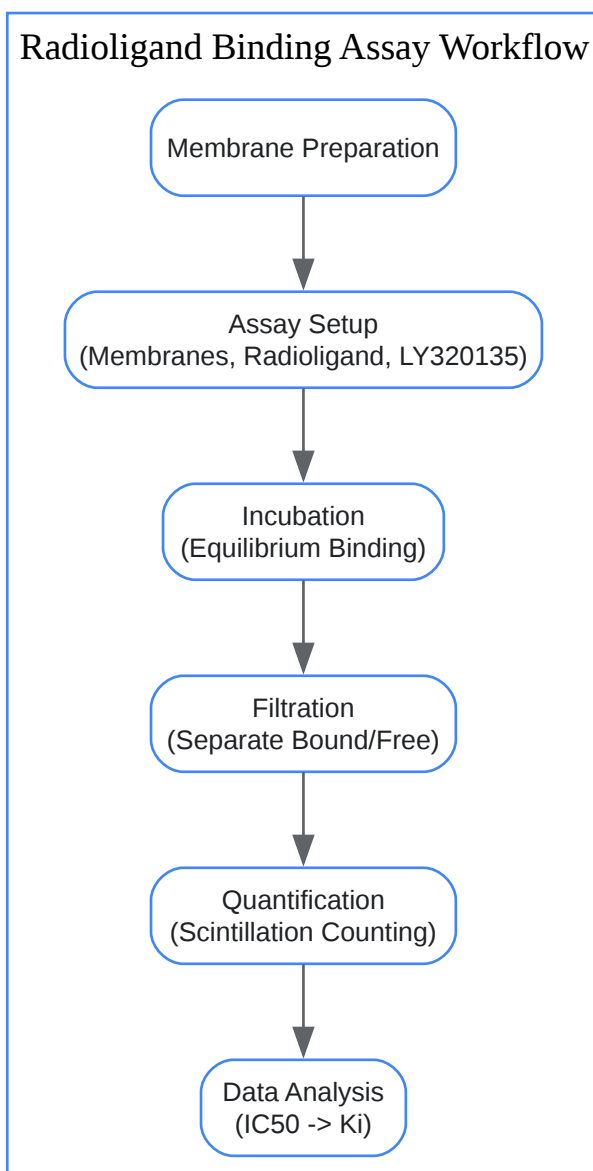 Radioligand Binding Assay Workflow
Membrane Preparation
Assay Setup
(Membranes, Radioligand, LY320135)
Incubation
(Equilibrium Binding)
Filtration
(Separate Bound/Free)
Quantification
(Scintillation Counting)
Data Analysis
(IC50 -> Ki)